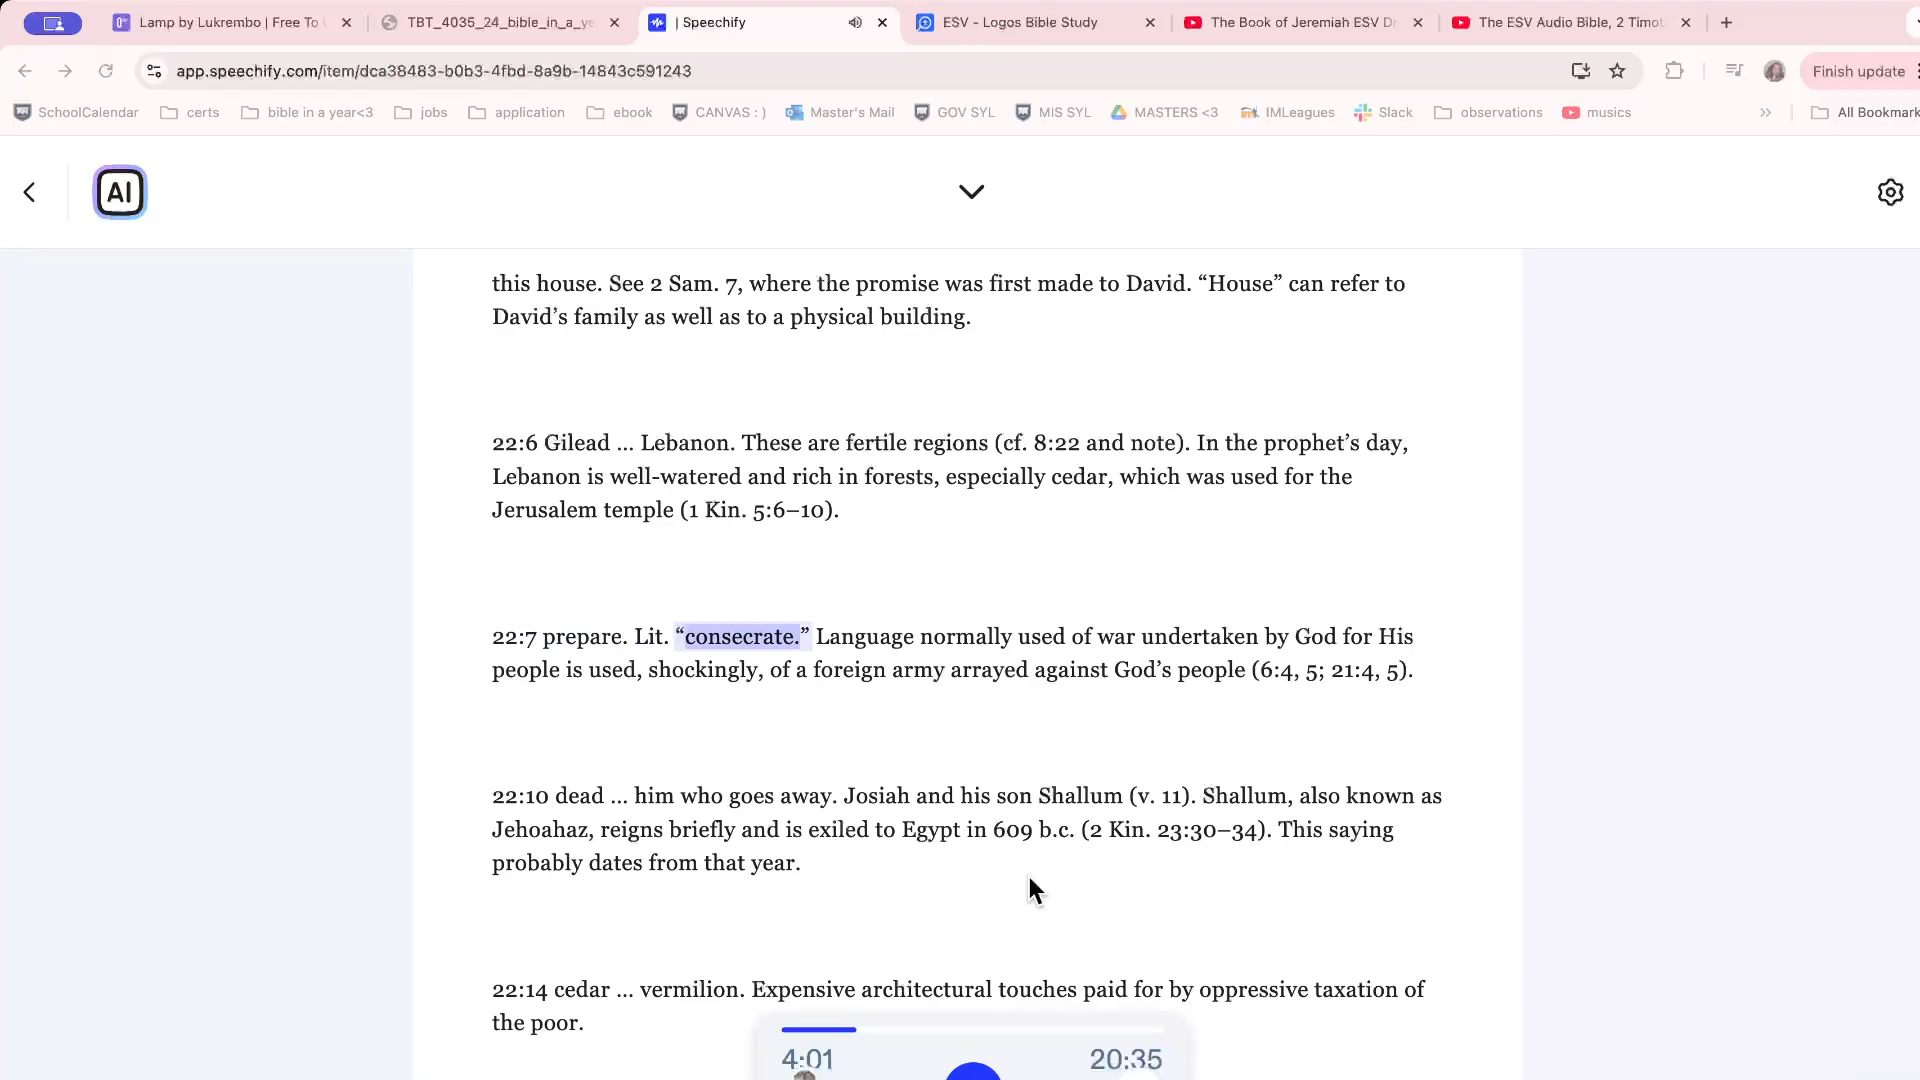 Lamp by Lukrembo | Free To
TBT_4035_24_bible_in_a_ye
| Speechify
ESV - Logos Bible Study
The Book of Jeremiah ESV Dr
The ESV Audio Bible, 2 Timot
app.speechify.com/item/dca38483-b0b3-4fbd-8a9b-14843c591243
Finish update
SchoolCalendar
certs
bible in a year<3
jobs
application
ebook
CANVAS : )
Master's Mail
GOV SYL
MIS SYL
MASTERS <3
IMLeagues
Slack
observations
musics
All Bookmark
AI
this house. See 2 Sam. 7, where the promise was first made to David. “House” can refer to
David’s family as well as to a physical building.
22:6 Gilead ... Lebanon. These are fertile regions (cf. 8:22 and note). In the prophet’s day,
Lebanon is well-watered and rich in forests, especially cedar, which was used for the
Jerusalem temple (1 Kin. 5:6–10).
22:7 prepare. Lit. “consecrate.” Language normally used of war undertaken by God for His
people is used, shockingly, of a foreign army arrayed against God’s people (6:4, 5; 21:4, 5).
22:10 dead ... him who goes away. Josiah and his son Shallum (v. 11). Shallum, also known as
Jehoahaz, reigns briefly and is exiled to Egypt in 609 b.c. (2 Kin. 23:30–34). This saying
probably dates from that year.
22:14 cedar ... vermilion. Expensive architectural touches paid for by oppressive taxation of
the poor.
4:01
20:35